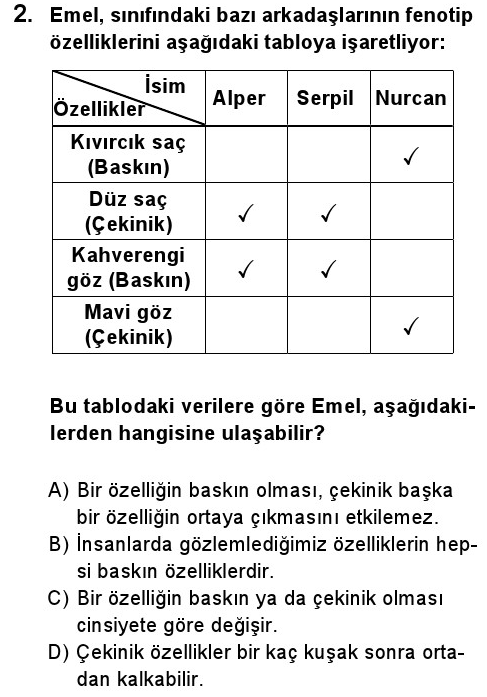 2. Emel, sınıfındaki bazı arkadaşlarının fenotip
özelliklerini aşağıdaki tabloya işaretliyor:
İsim
Özellikler
Alper Serpil Nurcan
Kıvırcık saç
(Baskın) ✓
Düz saç
(Çekinik) ✓ ✓
Kahverengi
göz (Baskın) ✓ ✓
Mavi göz
(Çekinik) ✓
Bu tablodaki verilere göre Emel, aşağıdaki-
lerden hangisine ulaşabilir?
A) Bir özelliğin baskın olması, çekinik başka
bir özelliğin ortaya çıkmasını etkilemez.
B) İnsanlarda gözlemlediğimiz özelliklerin hep-
si baskın özelliklerdir.
C) Bir özelliğin baskın ya da çekinik olması
cinsiyete göre değişir.
D) Çekinik özellikler bir kaç kuşak sonra orta-
dan kalkabilir.